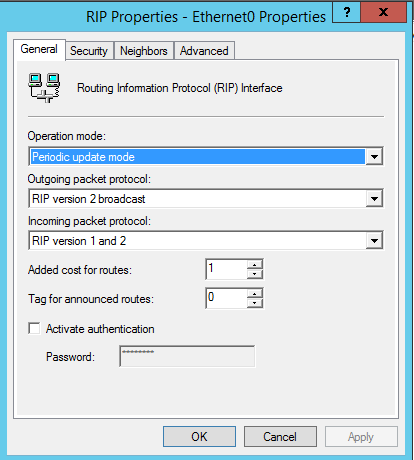 RIP Properties - Ethernet0 Properties
?
x
General
Security
Neighbors
Advanced
Routing Information Protocol (RIP) Interface
Operation mode:
Periodic update mode
Outgoing packet protocol:
RIP version 2 broadcast
Incoming packet protocol:
RIP version 1 and 2
Added cost for routes:
1
Tag for announced routes:
0
Activate authentication
Password:
********
OK
Cancel
Apply